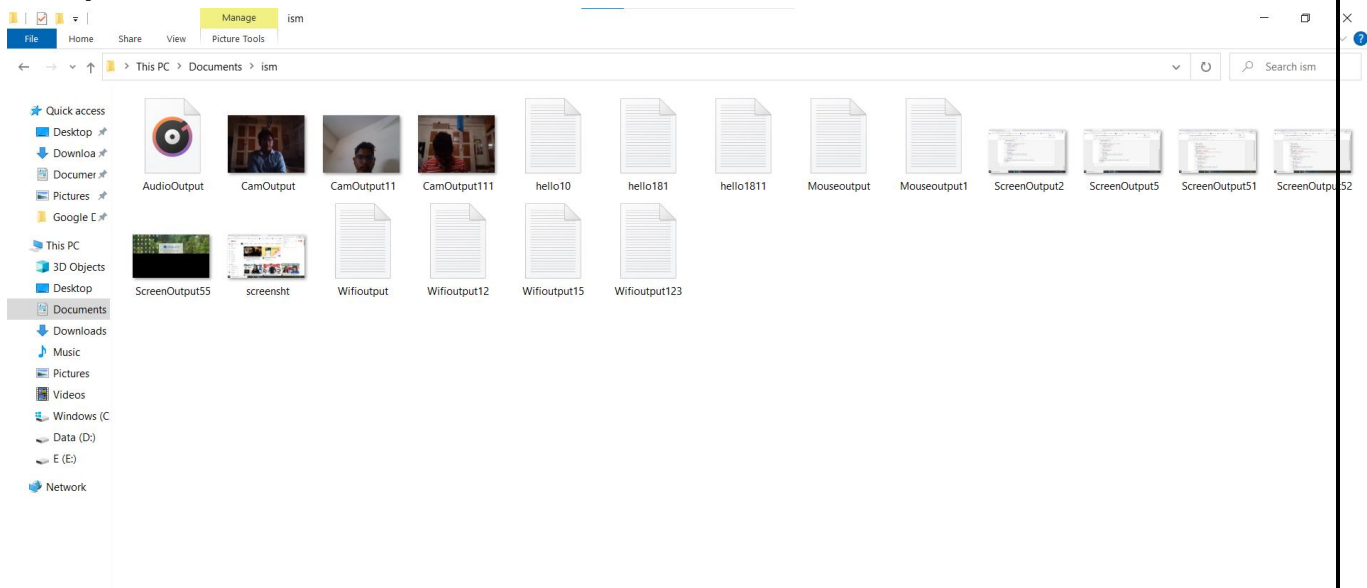 Manage ism
File Home Share View Picture Tools
This PC > Documents > ism
Search ism
Quick access
Desktop
Downloa
Documer
Pictures
Google D
This PC
3D Objects
Desktop
Documents
Downloads
Music
Pictures
Videos
Windows (C
Data (D:)
E (E:)
Network
AudioOutput CamOutput CamOutput11 CamOutput111 hello10 hello181 hello1811 Mouseoutput Mouseoutput1 ScreenOutput2 ScreenOutput5 ScreenOutput51 ScreenOutput52
ScreenOutput55 screensht Wifioutput Wifioutput12 Wifioutput15 Wifioutput123